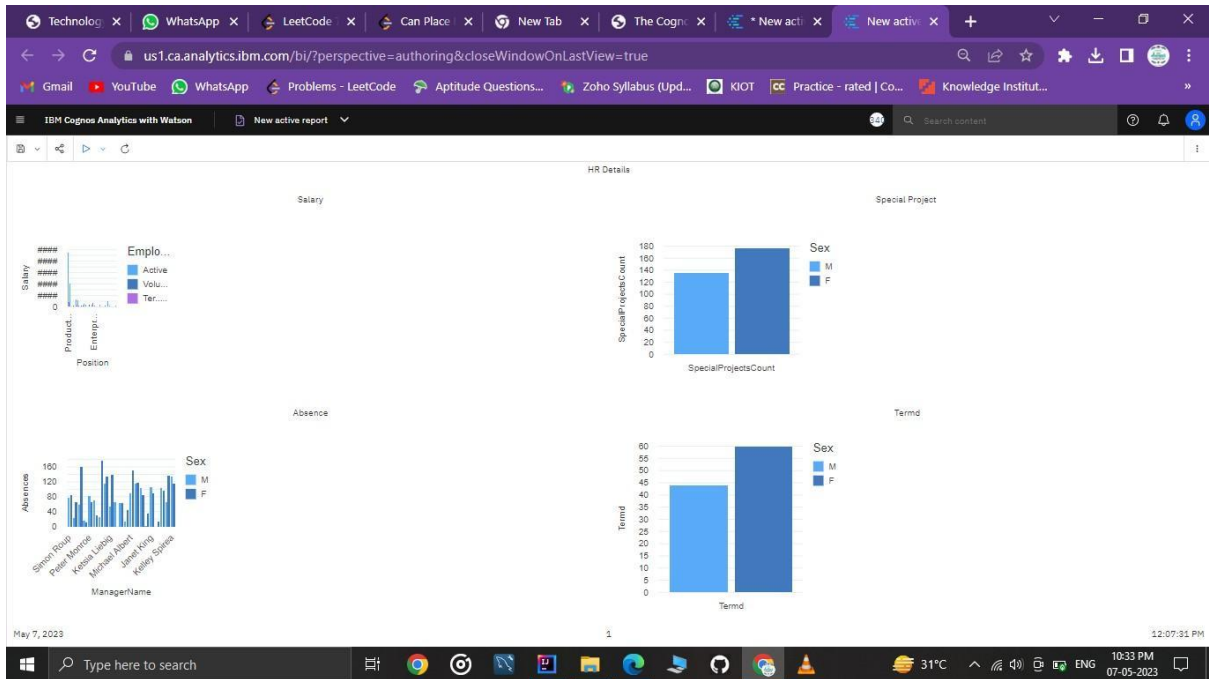 Technolog
WhatsApp
LeetCode
Can Place
New Tab
The Cogno
* New acti
New active
us1.ca.analytics.ibm.com/bi/?perspective=authoring&closeWindowOnLastView=true
Gmail YouTube WhatsApp Problems - LeetCode Aptitude Questions... Zoho Syllabus (Upd... KIOT CC Practice - rated | Co... Knowledge Institut... »
IBM Cognos Analytics with Watson New active report Search content
HR Details
Salary
####
####
####
####
####
0
Salary
Product...
Enterpr...
Position
Emplo...
Active
Volu...
Ter.....
Special Project
180
160
140
120
100
80
60
40
20
0
SpecialProjectsCount
SpecialProjectsCount
Sex
M
F
Absence
160
120
80
40
0
Absences
Simon Roup
Peter Monroe
Ketsia Liebig
Michael Albert
Janet King
Kelley Spirea
ManagerName
Sex
M
F
Termd
60
55
50
45
40
35
30
25
20
15
10
5
0
Termd
Termd
Sex
M
F
May 7, 2023 1 12:07:31 PM
Type here to search 31°C ENG 10:33 PM
07-05-2023